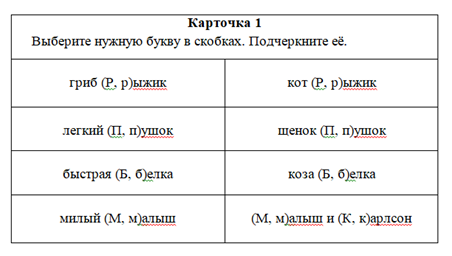 Карточка 1
Выберите нужную букву в скобках. Подчеркните её.
гриб (Р, р)ыжик кот (Р, р)ыжик
легкий (П, п)ушок щенок (П, п)ушок
быстрая (Б, б)елка коза (Б, б)елка
милый (М, м)алыш (М, м)алыш и (К, к)арлсон